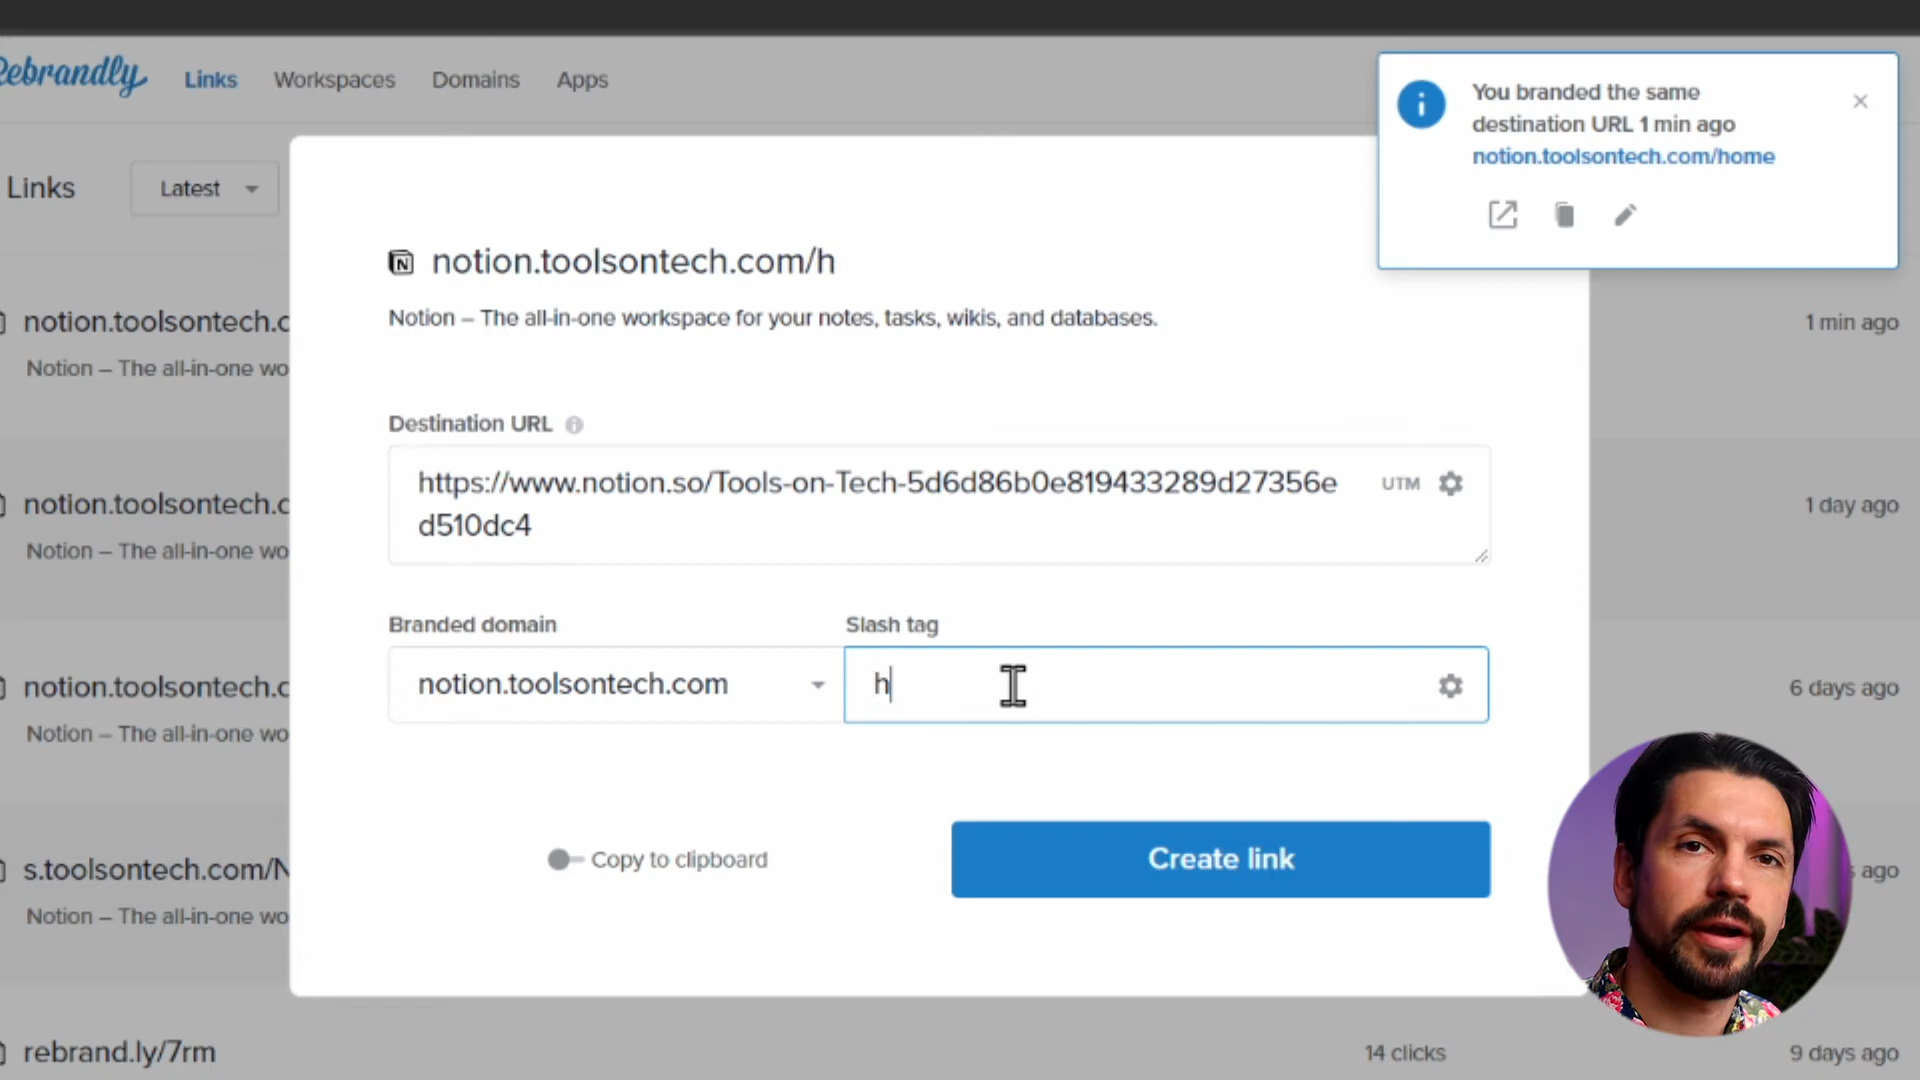 Rebrandly
Links
Workspaces
Domains
Apps
You branded the same
destination URL 1 min ago
notion.toolsontech.com/home
Links
Latest
notion.toolsontech.com/h
Notion – The all-in-one workspace for your notes, tasks, wikis, and databases.
notion.toolsontech.c
1 min ago
Notion – The all-in-one wo
Destination URL
https://www.notion.so/Tools-on-Tech-5d6d86b0e819433289d27356e
d510dc4
UTM
notion.toolsontech.c
1 day ago
Notion – The all-in-one wo
Branded domain
Slash tag
notion.toolsontech.com
h
notion.toolsontech.c
6 days ago
Notion – The all-in-one wo
Copy to clipboard
Create link
s.toolsontech.com/N
s ago
Notion – The all-in-one wo
rebrand.ly/7rm
14 clicks
9 days ago